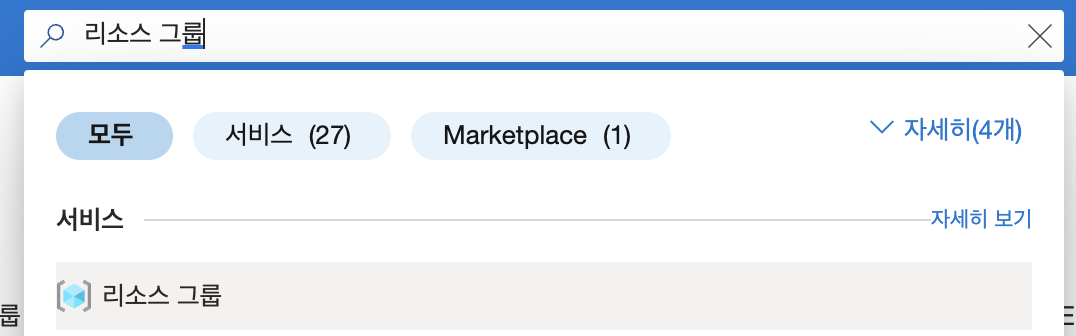 리소스 그룹
모두 서비스 (27) Marketplace (1) 자세히(4개)
서비스 자세히 보기
리소스 그룹
룹